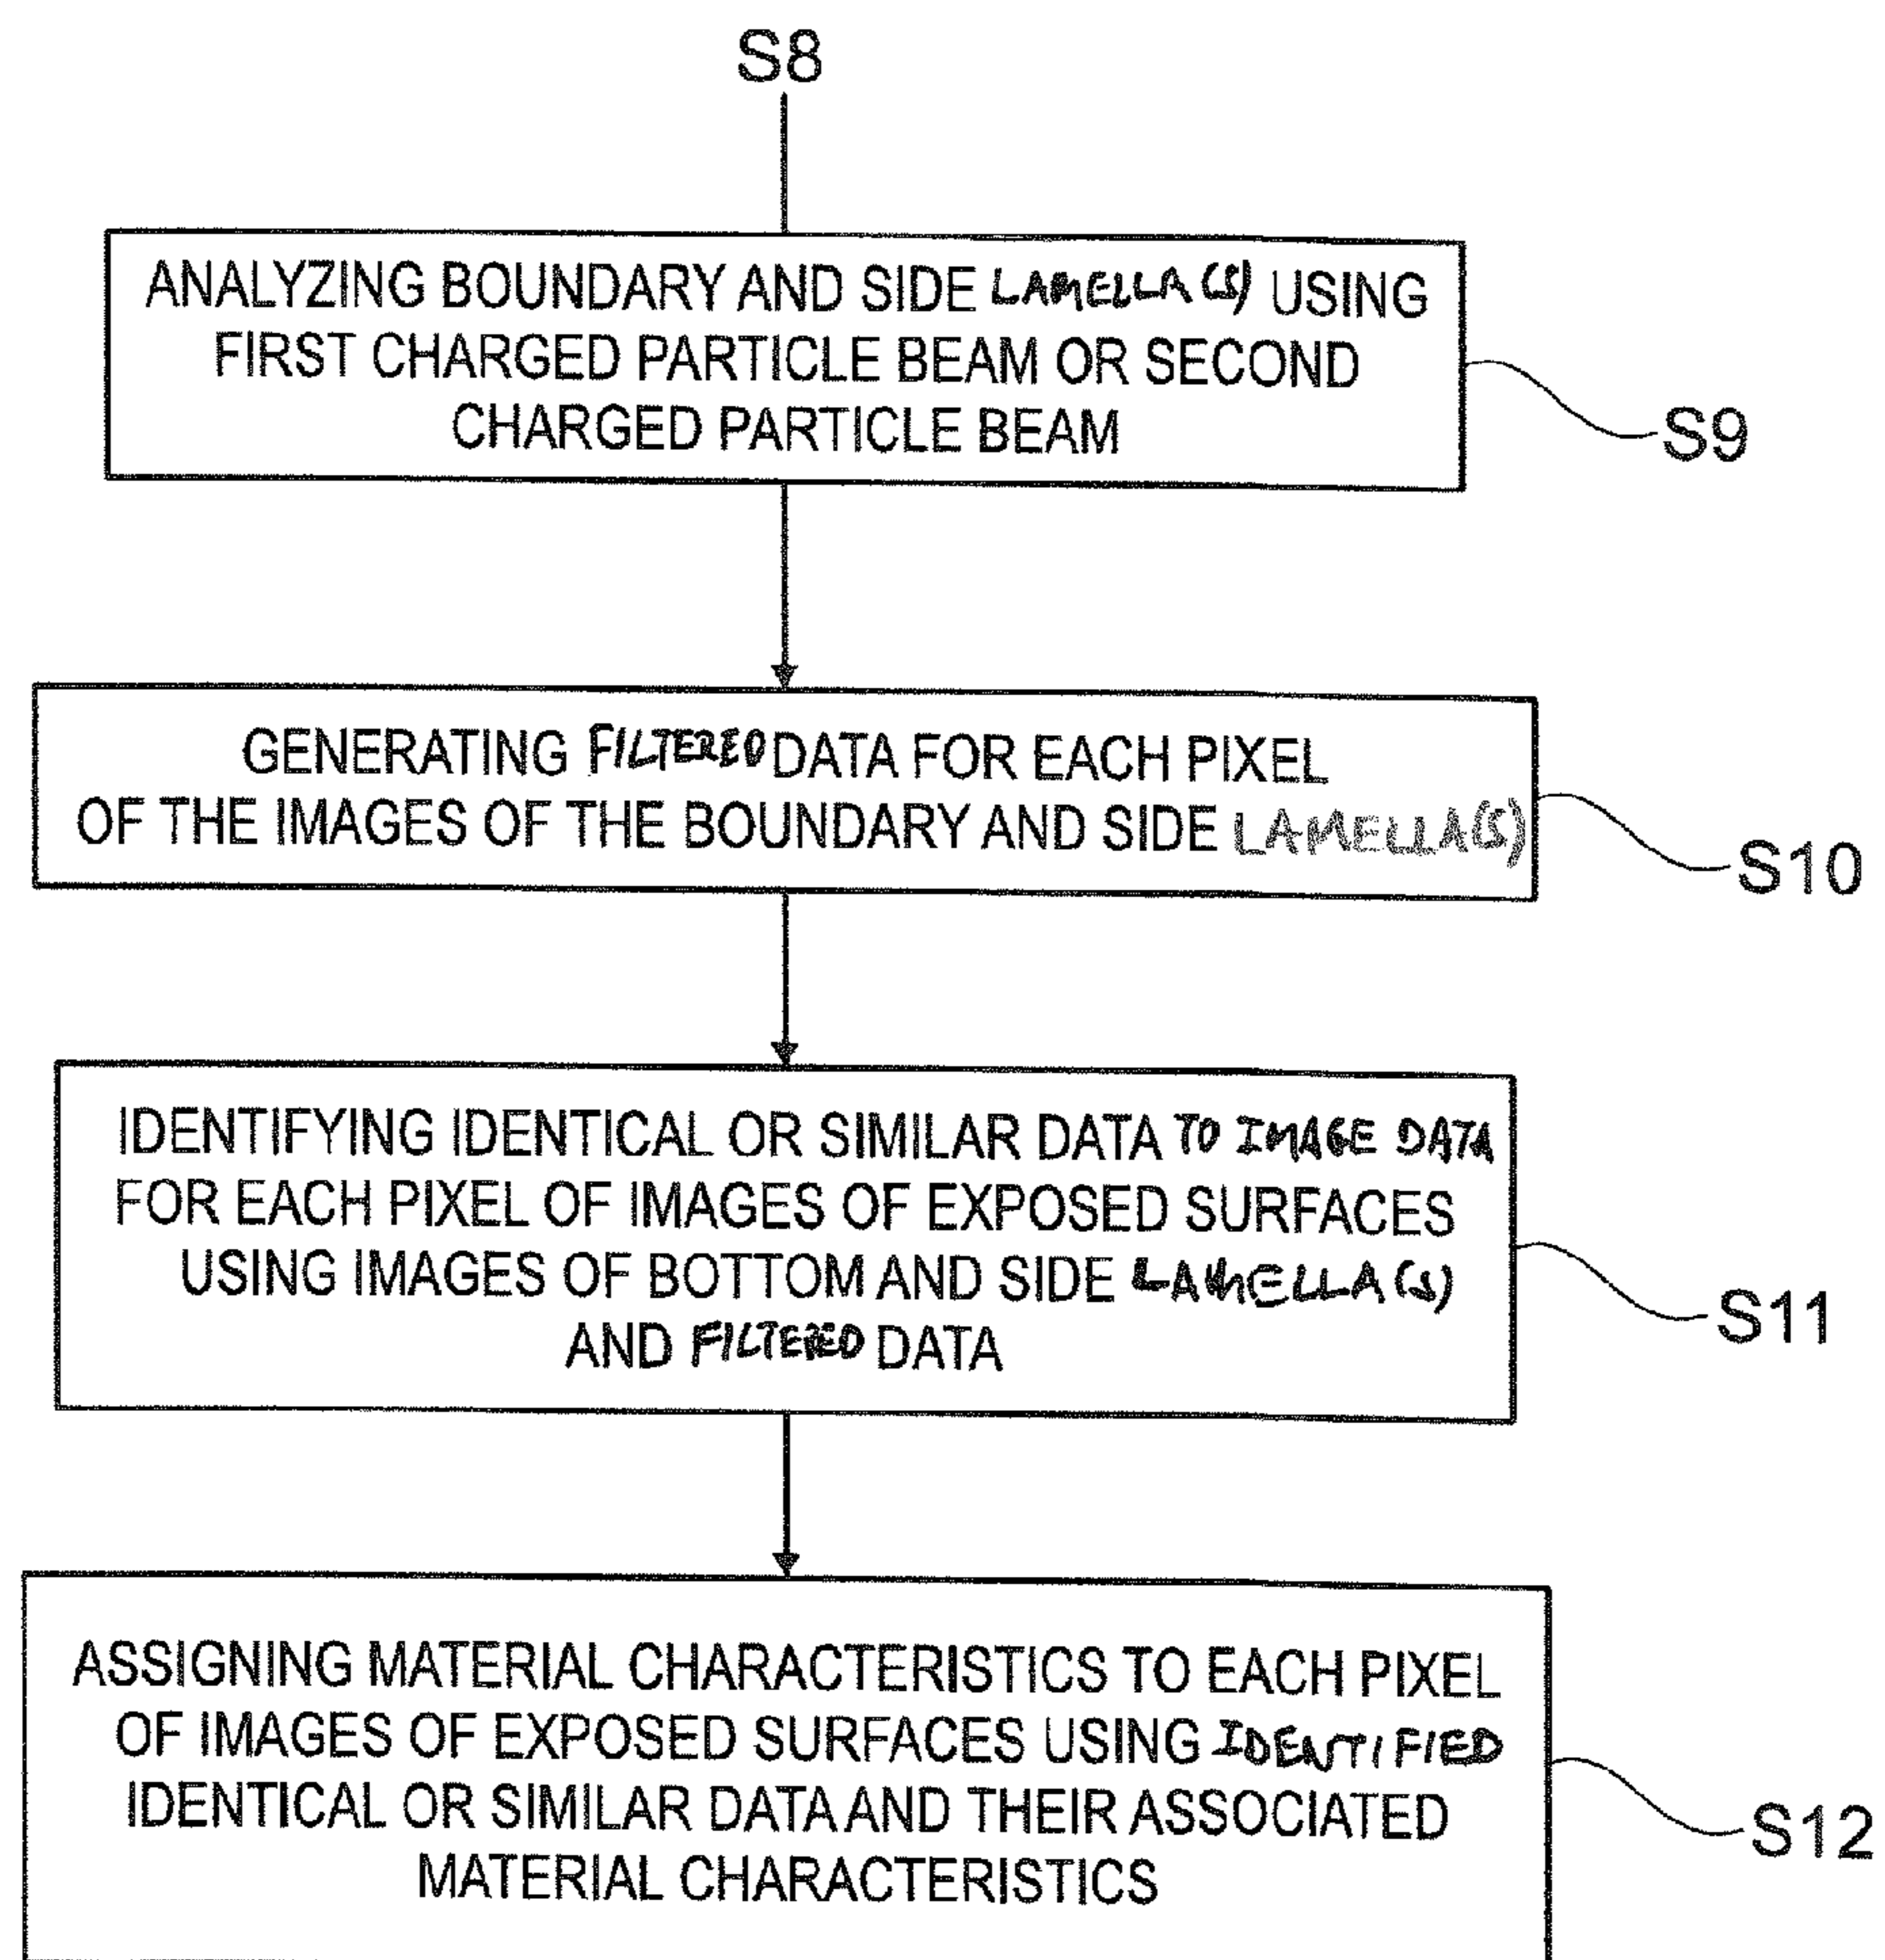 S8
ANALYZING BOUNDARY AND SIDE LAMELLA(S) USING
FIRST CHARGED PARTICLE BEAM OR SECOND
CHARGED PARTICLE BEAM
S9
GENERATING FILTERED DATA FOR EACH PIXEL
OF THE IMAGES OF THE BOUNDARY AND SIDE LAMELLA(S)
S10
IDENTIFYING IDENTICAL OR SIMILAR DATA TO IMAGE DATA
FOR EACH PIXEL OF IMAGES OF EXPOSED SURFACES
USING IMAGES OF BOTTOM AND SIDE LAMELLA(S)
AND FILTERED DATA
S11
ASSIGNING MATERIAL CHARACTERISTICS TO EACH PIXEL
OF IMAGES OF EXPOSED SURFACES USING IDENTIFIED
IDENTICAL OR SIMILAR DATA AND THEIR ASSOCIATED
MATERIAL CHARACTERISTICS
S12